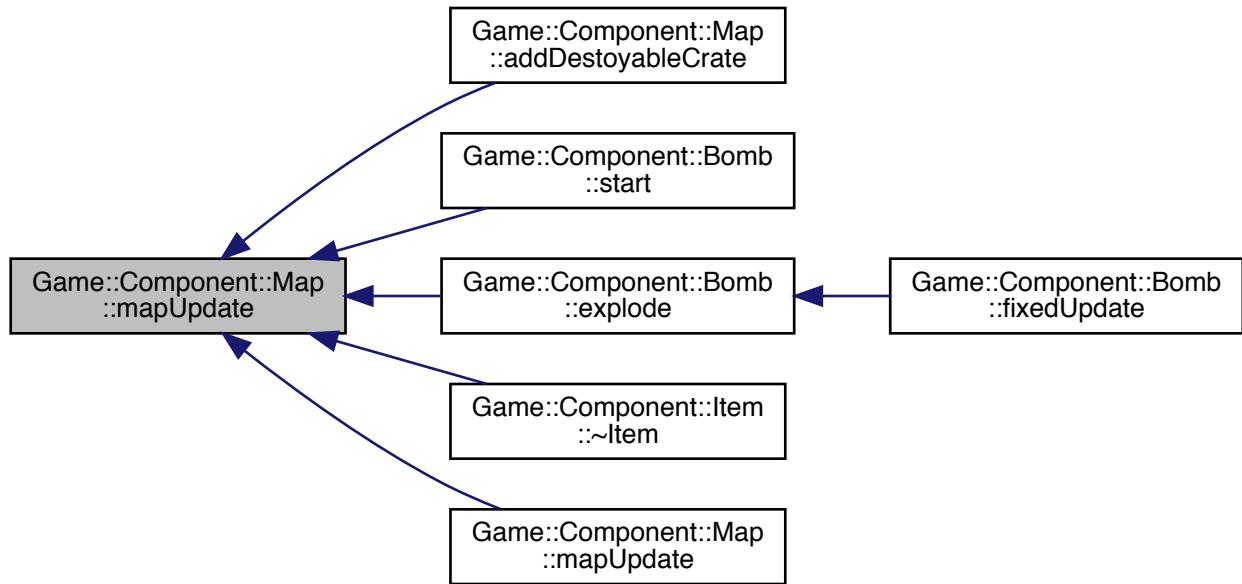 Game::Component::Map
::addDestoyableCrate
Game::Component::Bomb
::start
Game::Component::Map
::mapUpdate
Game::Component::Bomb
::explode
Game::Component::Bomb
::fixedUpdate
Game::Component::Item
::~Item
Game::Component::Map
::mapUpdate